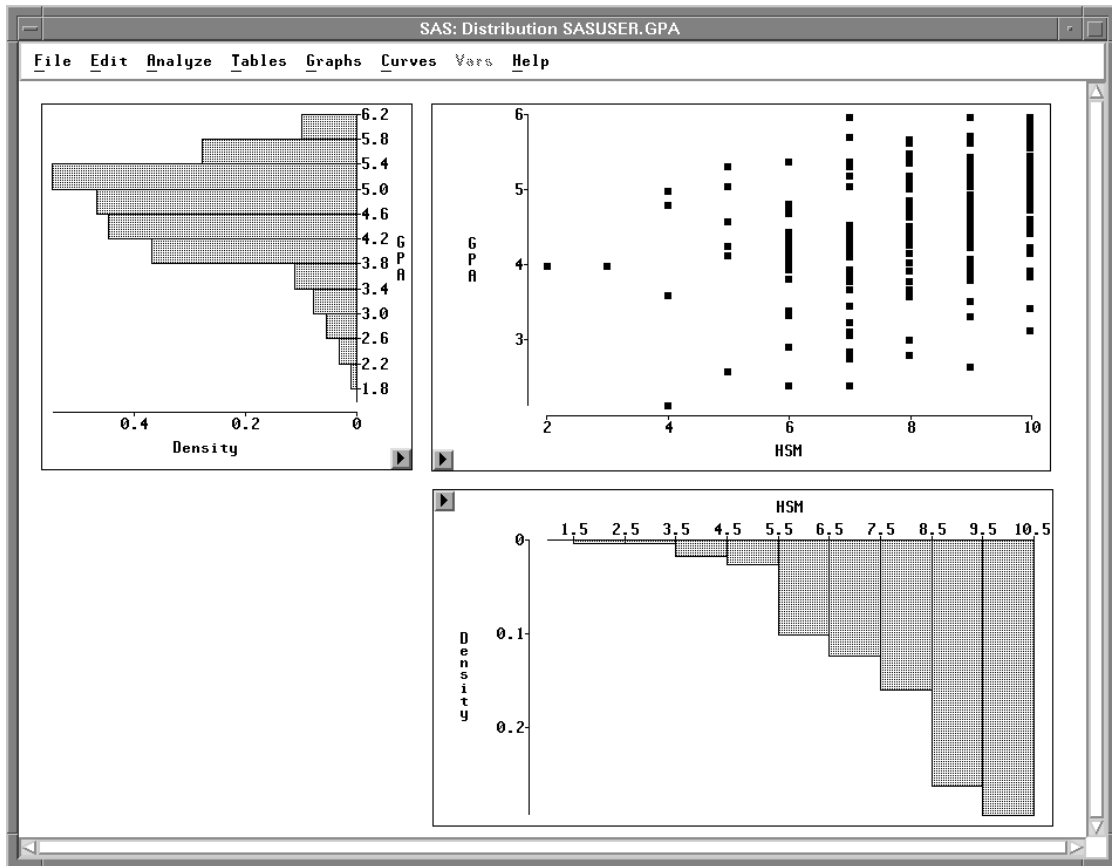 SAS: Distribution SASUSER.GPA
File Edit Analyze Tables Graphs Curves Vars Help
6.2
5.8
5.4
5.0
4.6
4.2
3.8
3.4
3.0
2.6
2.2
1.8
GPA
0.4 0.2 0
Density
6
5
4
3
GPA
2 4 6 8 10
HSM
HSM
1.5 2.5 3.5 4.5 5.5 6.5 7.5 8.5 9.5 10.5
0
0.1
0.2
Density